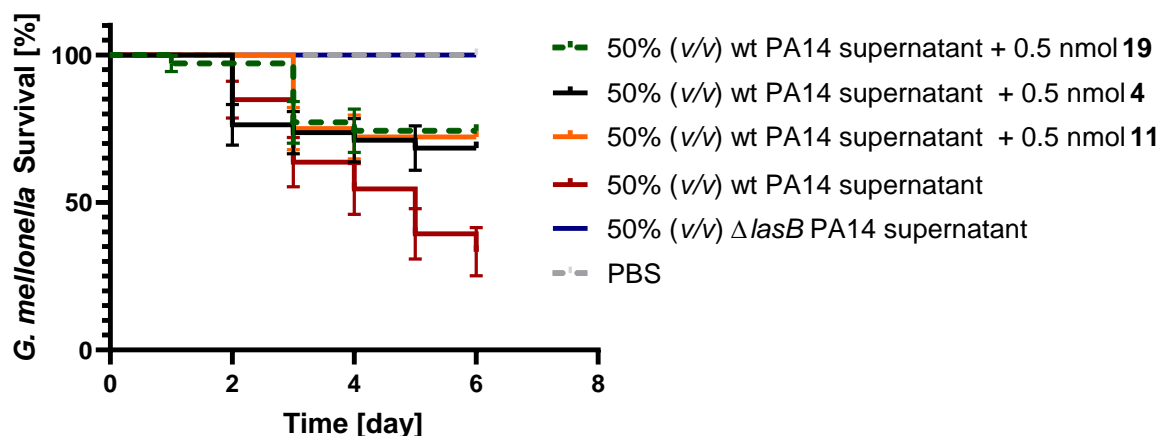 G. mellonella Survival [%]
100
50
0
0 2 4 6 8
Time [day]
50% (v/v) wt PA14 supernatant + 0.5 nmol 19
50% (v/v) wt PA14 supernatant + 0.5 nmol 4
50% (v/v) wt PA14 supernatant + 0.5 nmol 11
50% (v/v) wt PA14 supernatant
50% (v/v) ΔlasB PA14 supernatant
PBS